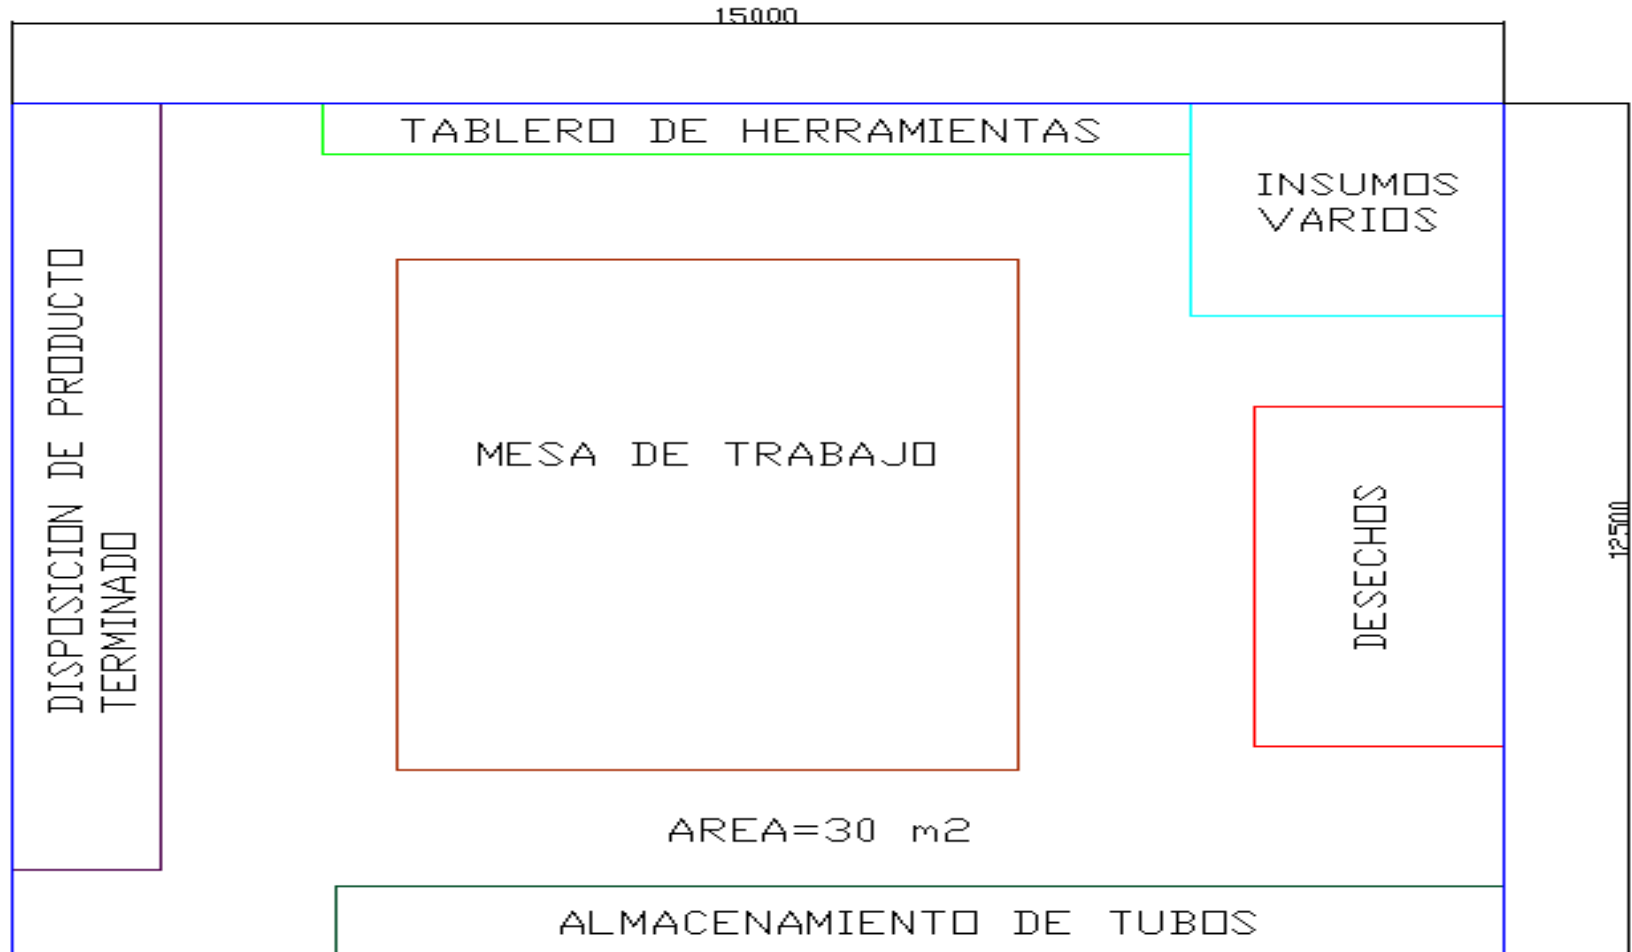 15000
TABLERO DE HERRAMIENTAS
INSUMOS
VARIOS
DISPOSICION DE PRODUCTO
TERMINADO
MESA DE TRABAJO
DESECHOS
12500
AREA=30 m2
ALMACENAMIENTO DE TUBOS